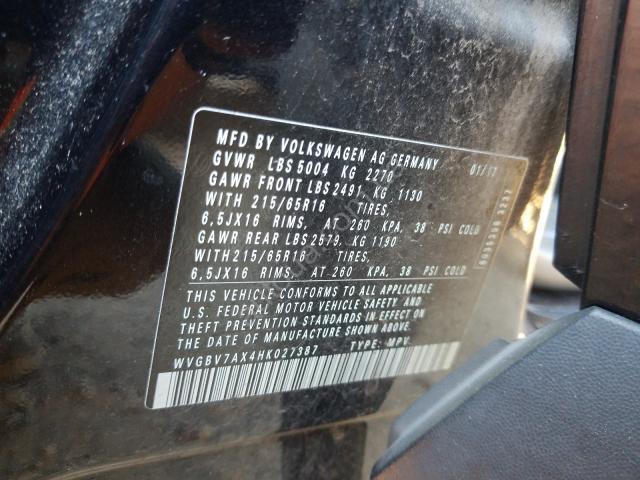 MFD BY VOLKSWAGEN AG GERMANY 01/17
GVWR LBS 5004 KG 2270
GAWR FRONT LBS 2491, KG 1130
WITH 215/65R16 TIRES,
6,5JX16 RIMS, AT 260 KPA, 38 PSI COLD
GAWR REAR LBS 2579, KG 1190
WITH 215/65R16 TIRES,
6,5JX16 RIMS, AT 260 KPA, 38 PSI COLD
THIS VEHICLE CONFORMS TO ALL APPLICABLE
U.S. FEDERAL MOTOR VEHICLE SAFETY AND
THEFT PREVENTION STANDARDS IN EFFECT ON
THE DATE OF MANUFACTURE SHOWN ABOVE.
WVGBV7AX4HK027387 TYPE: MPV